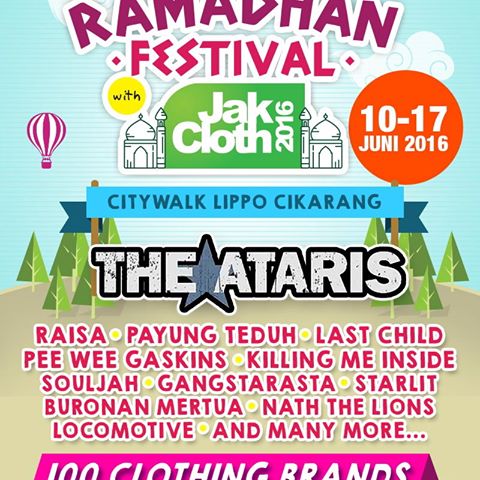 RAMADHAN
• FESTIVAL •
with
Jak
Cloth
2016
10-17
JUNI 2016
CITYWALK LIPPO CIKARANG
THE ATARIS
RAISA • PAYUNG TEDUH • LAST CHILD
PEE WEE GASKINS • KILLING ME INSIDE
SOULJAH • GANGSTARASTA • STARLIT
BURONAN MERTUA • NATH THE LIONS
LOCOMOTIVE • AND MANY MORE...
100 CLOTHING BRANDS